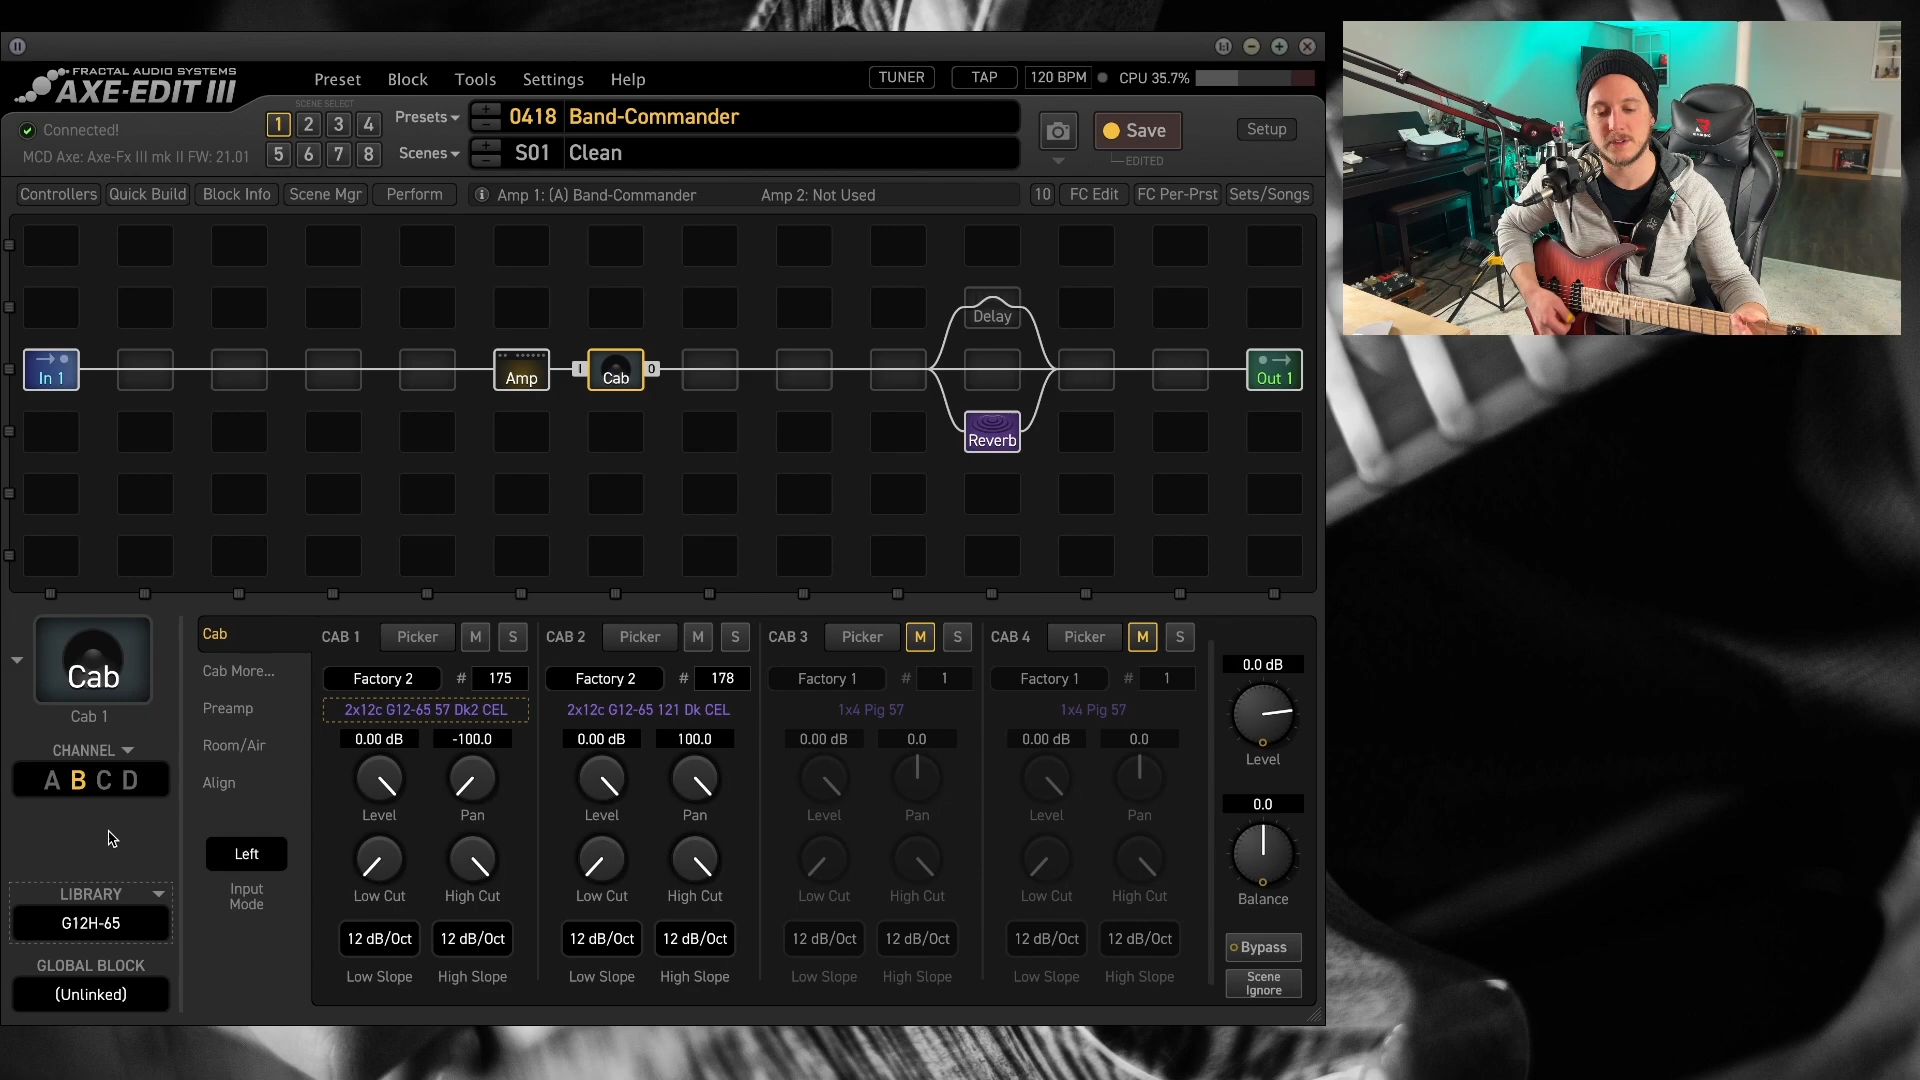 FRACTAL AUDIO SYSTEMS
AXE-EDIT III
Preset
Block
Tools
Settings
Help
TUNER
TAP
120 BPM
CPU 35.7%
SCENE SELECT
1 2 3 4
5 6 7 8
Presets
0418
Band-Commander
Scenes
S01
Clean
Save
EDITED
Setup
Connected!
MCD Axe: Axe-Fx III mk II FW: 21.01
Controllers
Quick Build
Block Info
Scene Mgr
Perform
Amp 1: (A) Band-Commander
Amp 2: Not Used
10
FC Edit
FC Per-Prst
Sets/Songs
Delay
In 1
Amp
I
Cab
O
Out 1
Reverb
Cab
Cab 1
CHANNEL
A B C D
LIBRARY
G12H-65
GLOBAL BLOCK
(Unlinked)
Cab
Cab More...
Preamp
Room/Air
Align
Left
Input
Mode
CAB 1
Picker
M
S
Factory 2
#
175
2x12c G12-65 57 Dk2 CEL
0.00 dB
-100.0
Level
Pan
Low Cut
High Cut
12 dB/Oct
12 dB/Oct
Low Slope
High Slope
CAB 2
Picker
M
S
Factory 2
#
178
2x12c G12-65 121 Dk CEL
0.00 dB
100.0
Level
Pan
Low Cut
High Cut
12 dB/Oct
12 dB/Oct
Low Slope
High Slope
CAB 3
Picker
M
S
Factory 1
#
1
1x4 Pig 57
0.00 dB
0.0
Level
Pan
Low Cut
High Cut
12 dB/Oct
12 dB/Oct
Low Slope
High Slope
CAB 4
Picker
M
S
Factory 1
#
1
1x4 Pig 57
0.00 dB
0.0
Level
Pan
Low Cut
High Cut
12 dB/Oct
12 dB/Oct
Low Slope
High Slope
0.0 dB
Level
0.0
Balance
Bypass
Scene
Ignore